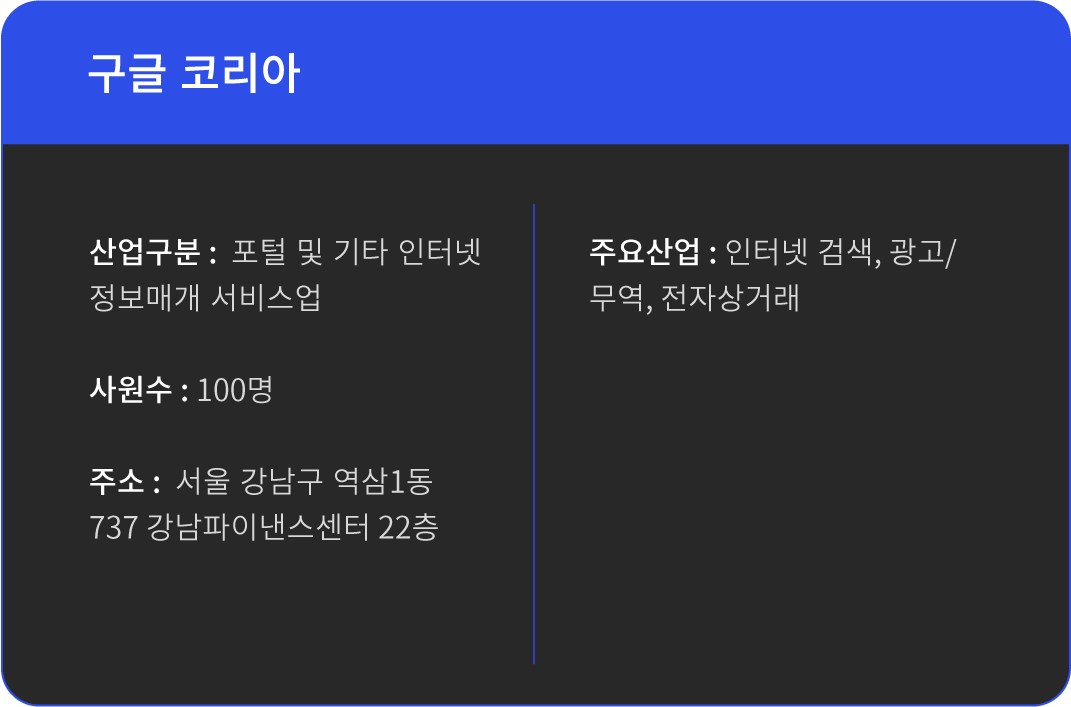 구글 코리아
산업구분 : 포털 및 기타 인터넷
정보매개 서비스업
사원수 : 100명
주소 : 서울 강남구 역삼1동
737 강남파이낸스센터 22층
주요산업 : 인터넷 검색, 광고/
무역, 전자상거래